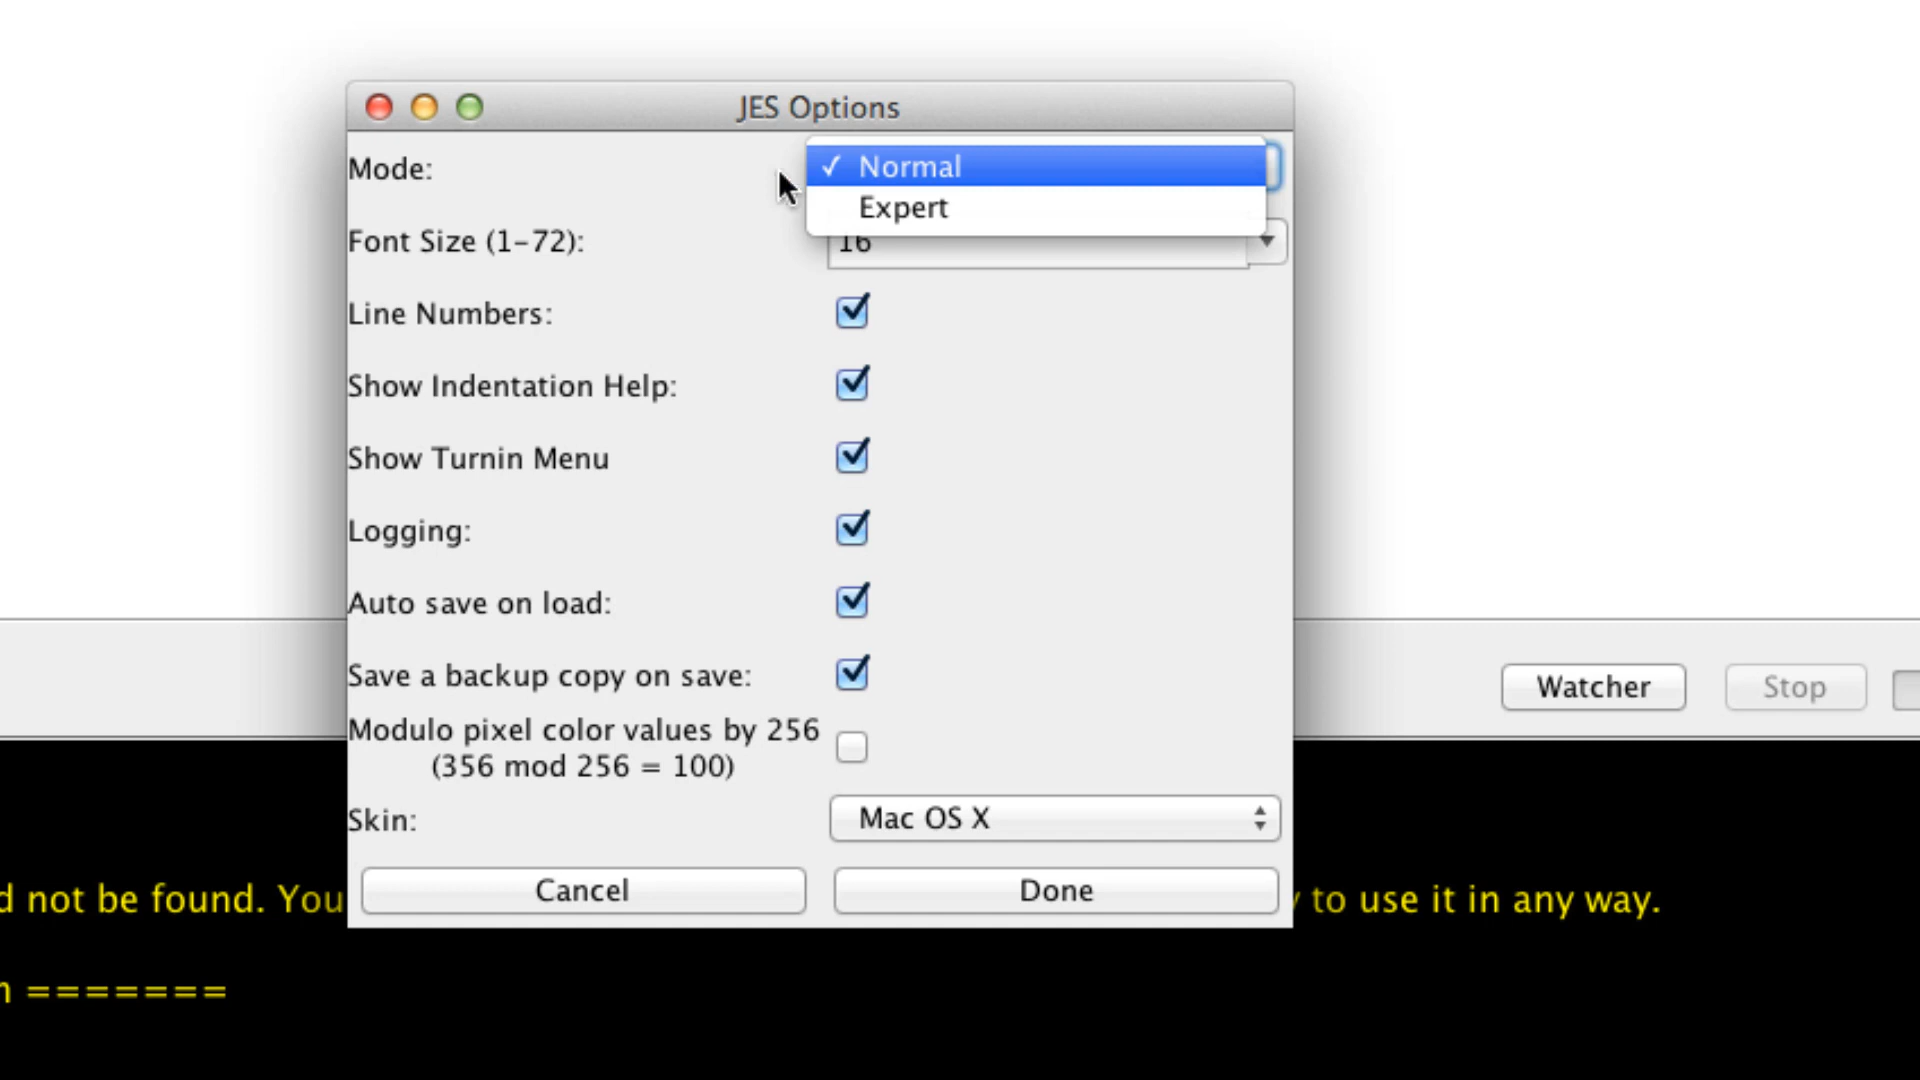 JES Options
Mode:
✓ Normal
Expert
Font Size (1-72):
16
Line Numbers:
Show Indentation Help:
Show Turnin Menu
Logging:
Auto save on load:
Save a backup copy on save:
Modulo pixel color values by 256
(356 mod 256 = 100)
Skin:
Mac OS X
Cancel
Done
Watcher
Stop
d not be found. You
y to use it in any way.
=======